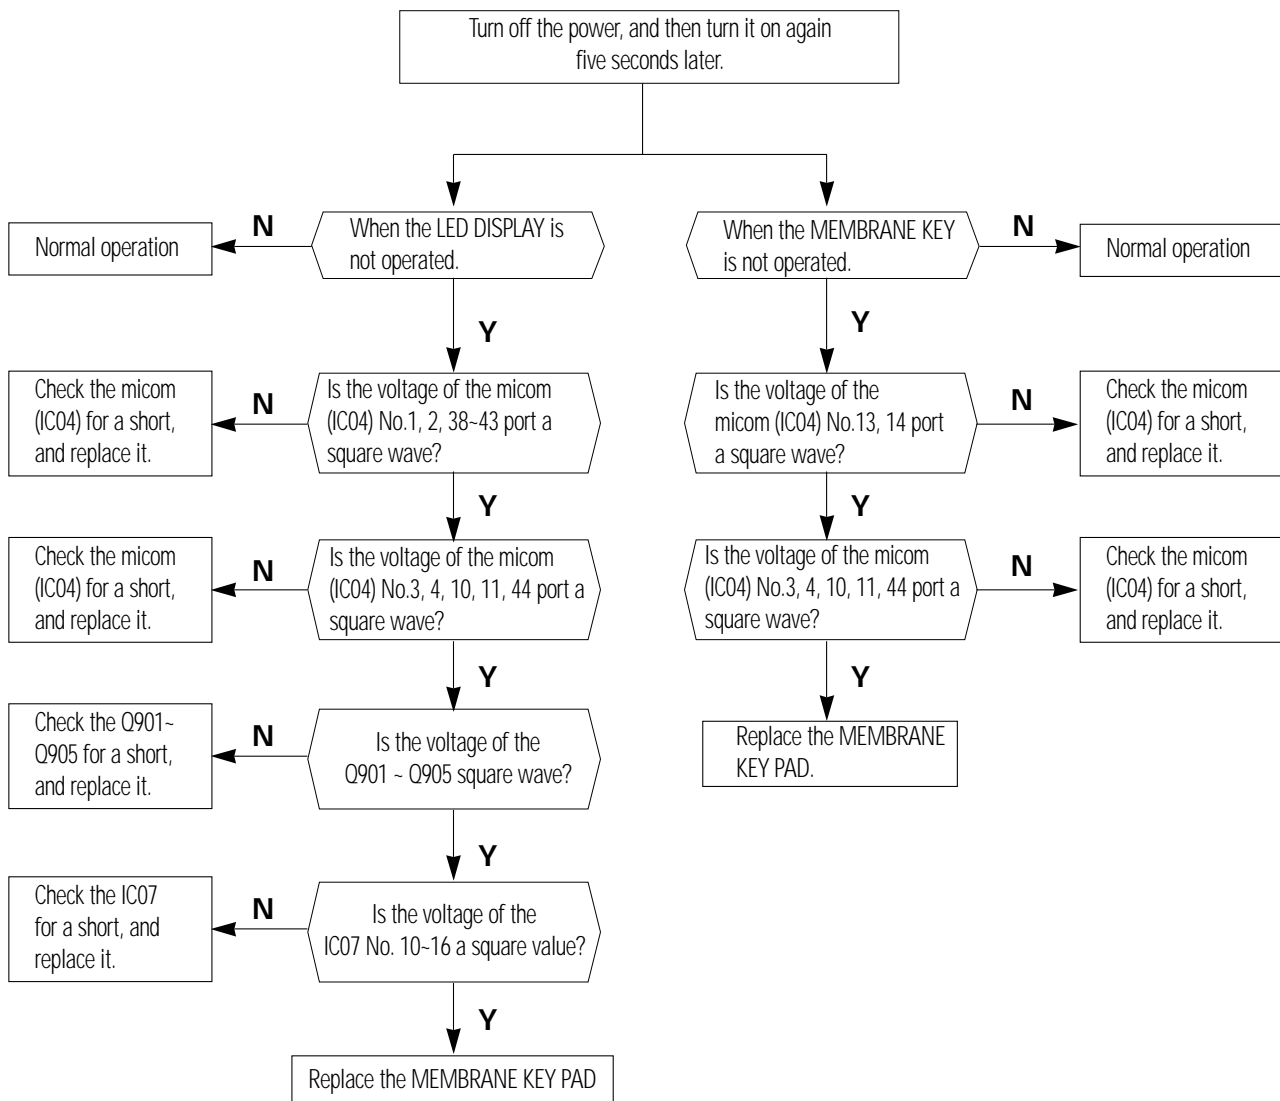 Turn off the power, and then turn it on again
five seconds later.
N
When the LED DISPLAY is
not operated.
Normal operation
Y
When the MEMBRANE KEY
is not operated.
N
Normal operation
Y
Is the voltage of the micom
(IC04) No.1, 2, 38~43 port a
square wave?
N
Check the micom
(IC04) for a short,
and replace it.
Y
Is the voltage of the
micom (IC04) No.13, 14 port
a square wave?
N
Check the micom
(IC04) for a short,
and replace it.
Y
Is the voltage of the micom
(IC04) No.3, 4, 10, 11, 44 port a
square wave?
N
Check the micom
(IC04) for a short,
and replace it.
Y
Is the voltage of the micom
(IC04) No.3, 4, 10, 11, 44 port a
square wave?
N
Check the micom
(IC04) for a short,
and replace it.
Y
Is the voltage of the
Q901 ~ Q905 square wave?
N
Check the Q901~
Q905 for a short,
and replace it.
Y
Replace the MEMBRANE
KEY PAD.
Is the voltage of the
IC07 No. 10~16 a square value?
N
Check the IC07
for a short, and
replace it.
Y
Replace the MEMBRANE KEY PAD